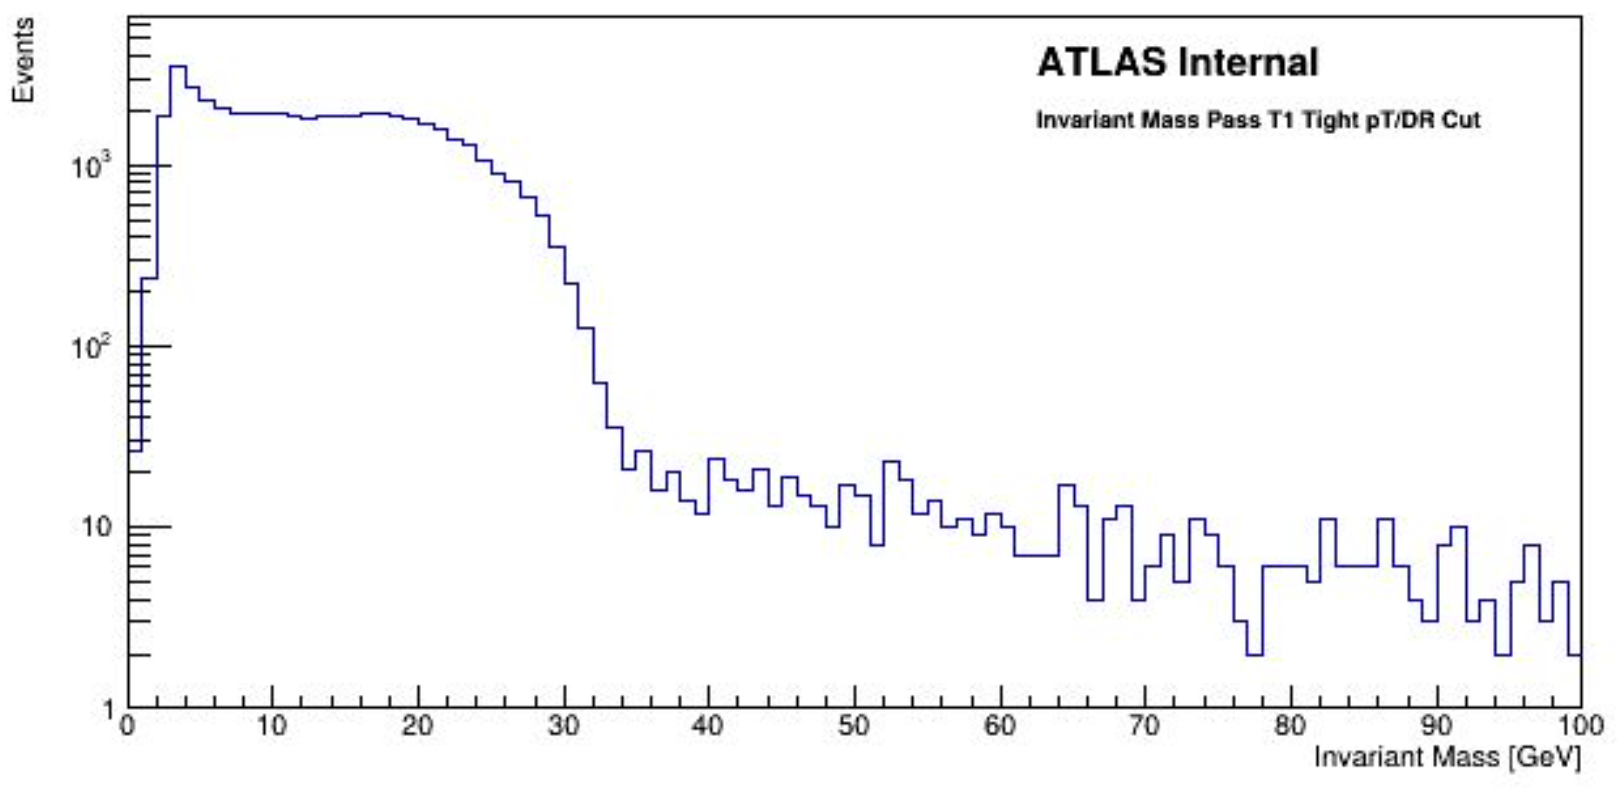 Events
ATLAS Internal
Invariant Mass Pass T1 Tight pT/DR Cut
10³
10²
10
1
0 10 20 30 40 50 60 70 80 90 100
Invariant Mass [GeV]